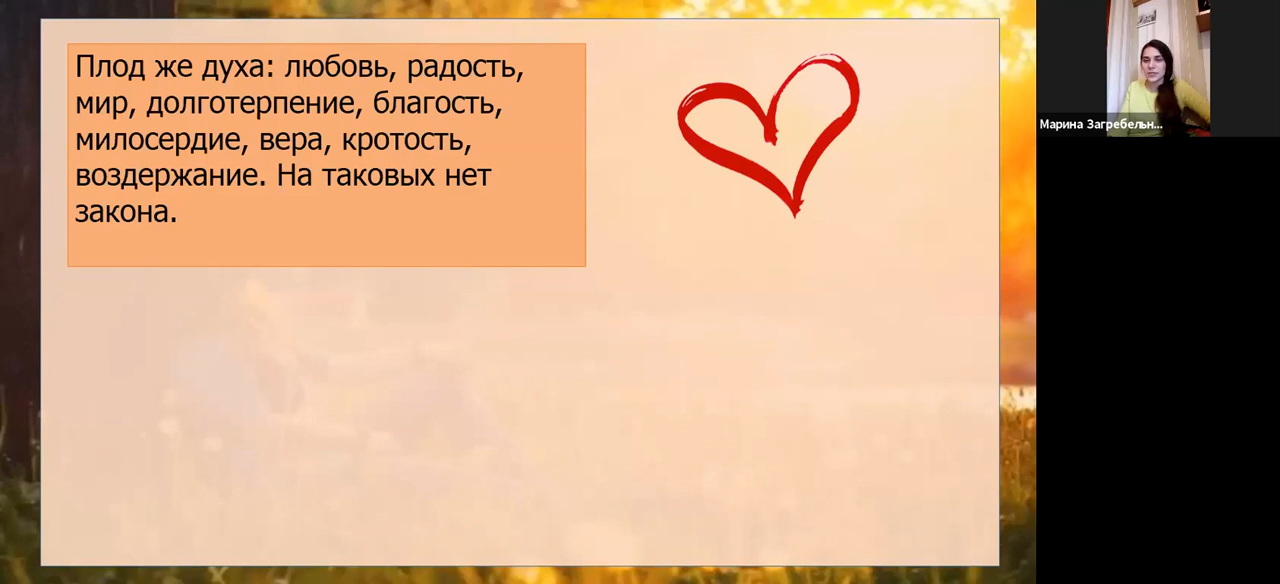 Плод же духа: любовь, радость,
мир, долготерпение, благость,
милосердие, вера, кротость,
воздержание. На таковых нет
закона.
Марина Загребельн...